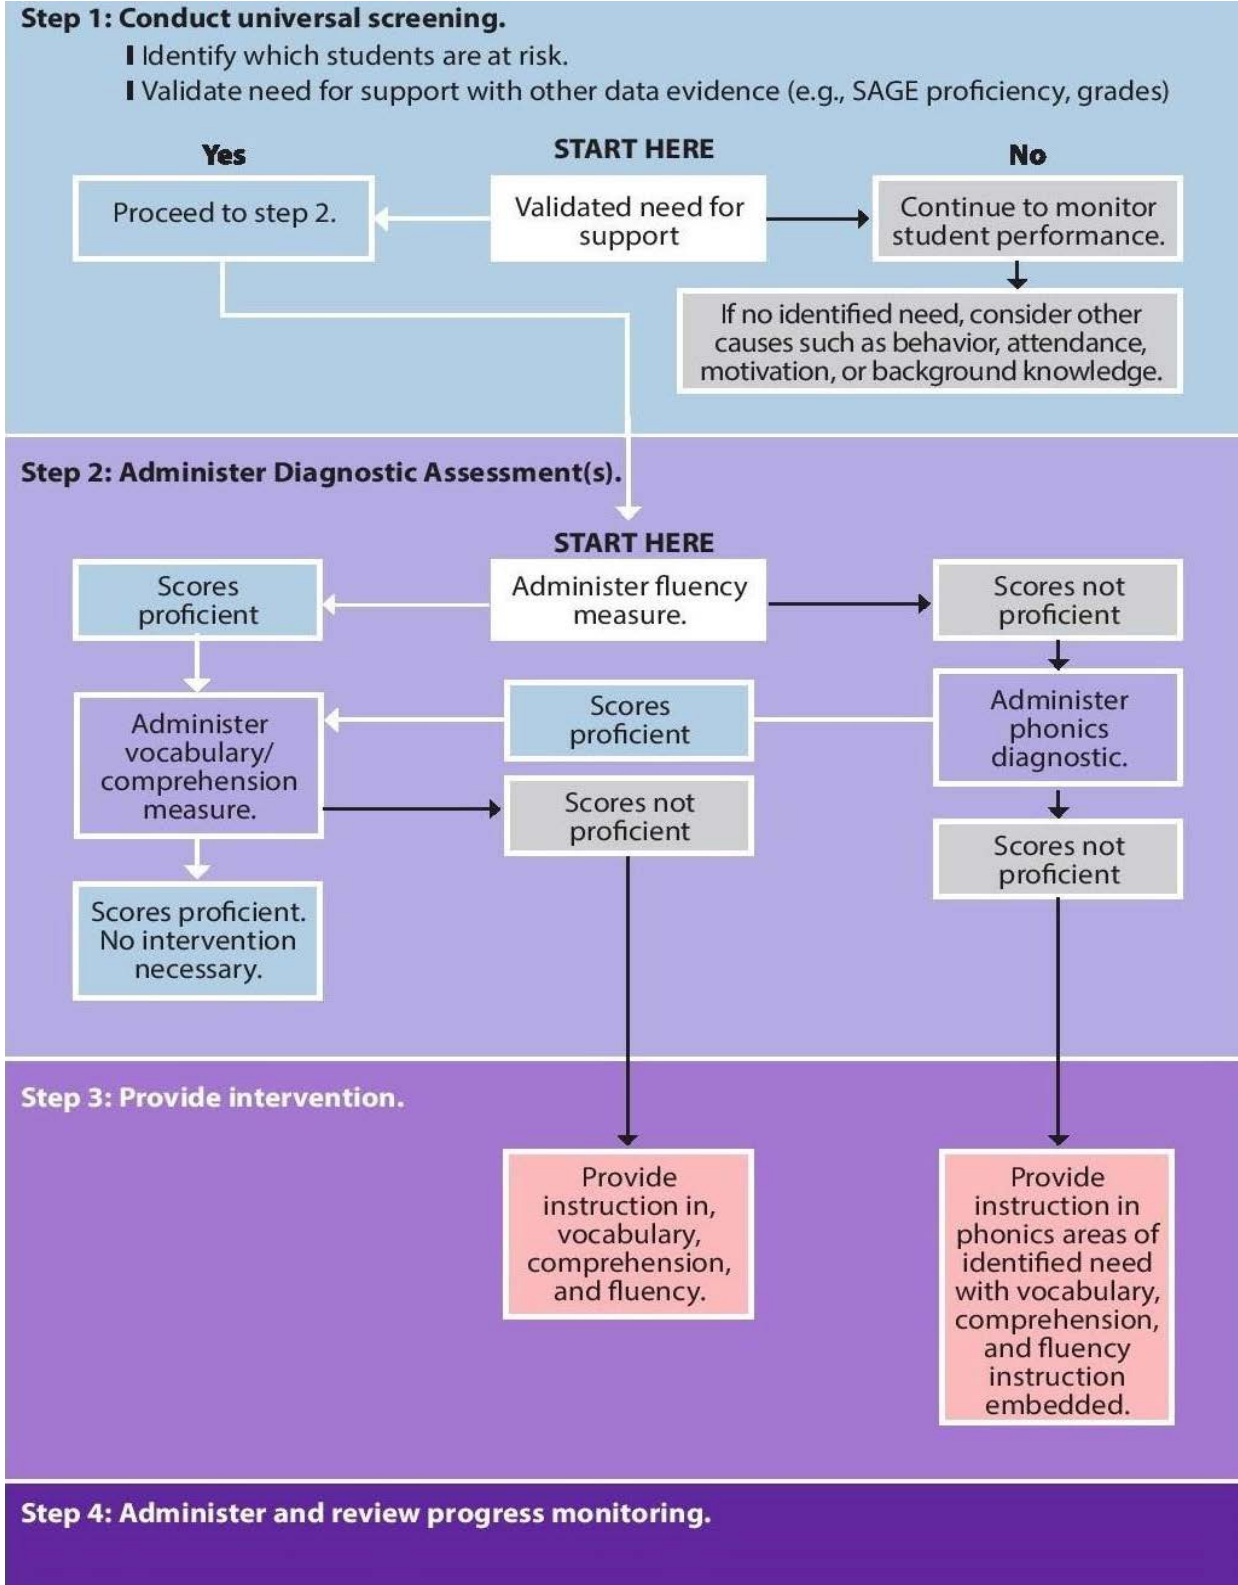 Step 1: Conduct universal screening.
Identify which students are at risk.
Validate need for support with other data evidence (e.g., SAGE proficiency, grades)
Yes
START HERE
No
Proceed to step 2.
Validated need for
support
Continue to monitor
student performance.
If no identified need, consider other
causes such as behavior, attendance,
motivation, or background knowledge.
Step 2: Administer Diagnostic Assessment(s).
START HERE
Scores
proficient
Administer fluency
measure.
Scores not
proficient
Administer
vocabulary/
comprehension
measure.
Scores
proficient
Administer
phonics
diagnostic.
Scores not
proficient
Scores not
proficient
Scores proficient.
No intervention
necessary.
Step 3: Provide intervention.
Provide
instruction in,
vocabulary,
comprehension,
and fluency.
Provide
instruction in
phonics areas of
identified need
with vocabulary,
comprehension,
and fluency
instruction
embedded.
Step 4: Administer and review progress monitoring.